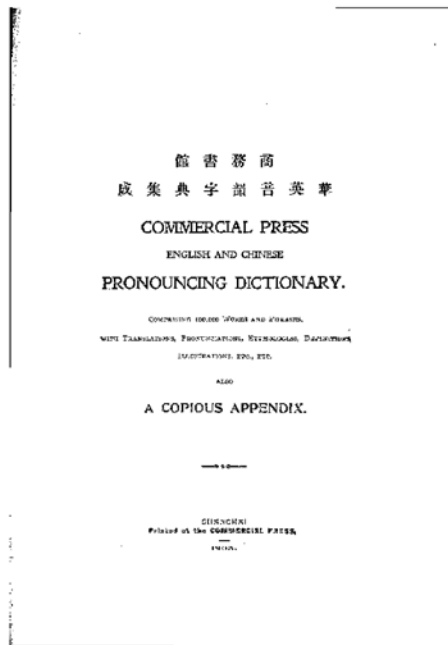 商務書館
華英音韻字典集成
COMMERCIAL PRESS
ENGLISH AND CHINESE
PRONOUNCING DICTIONARY.
COMPRISING 100,000 WORDS AND PHRASES,
WITH TRANSLATIONS, PRONUNCIATIONS, ETYMOLOGIES, DEFINITIONS,
ILLUSTRATIONS, ETC., ETC.
ALSO
A COPIOUS APPENDIX.
SHANGHAI
Printed at the COMMERCIAL PRESS,